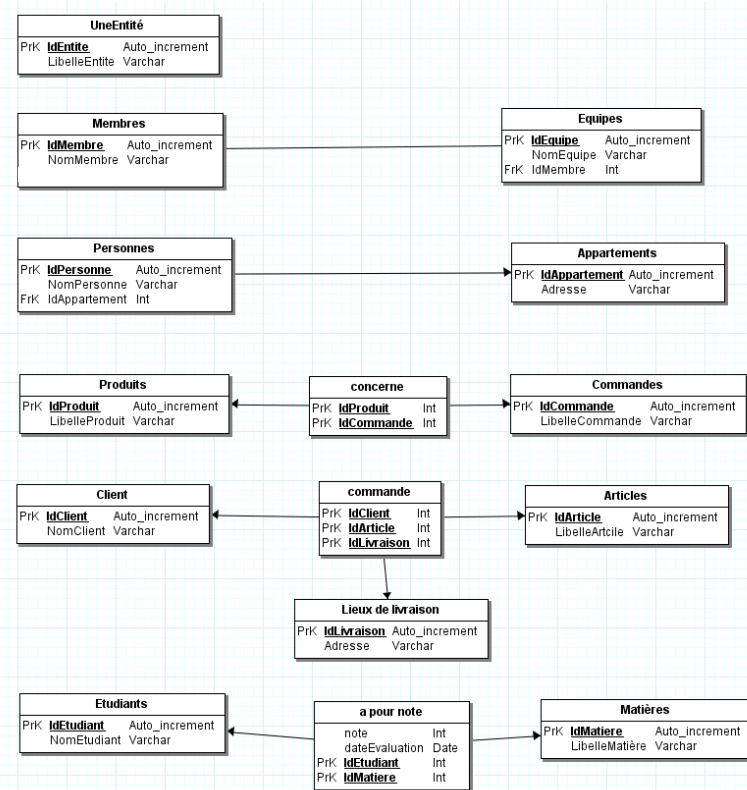 UneEntité
PrK IdEntite Auto_increment
LibelleEntite Varchar
Membres
PrK IdMembre Auto_increment
NomMembre Varchar
Equipes
PrK IdEquipe Auto_increment
NomEquipe Varchar
FrK IdMembre Int
Personnes
PrK IdPersonne Auto_increment
NomPersonne Varchar
FrK IdAppartement Int
Appartements
PrK IdAppartement Auto_increment
Adresse Varchar
Produits
PrK IdProduit Auto_increment
LibelleProduit Varchar
concerne
PrK IdProduit Int
PrK IdCommande Int
Commandes
PrK IdCommande Auto_increment
LibelleCommande Varchar
Client
PrK IdClient Auto_increment
NomClient Varchar
commande
PrK IdClient Int
PrK IdArticle Int
PrK IdLivraison Int
Articles
PrK IdArticle Auto_increment
LibelleArtcile Varchar
Lieux de livraison
PrK IdLivraison Auto_increment
Adresse Varchar
Etudiants
PrK IdEtudiant Auto_increment
NomEtudiant Varchar
a pour note
note Int
dateEvaluation Date
PrK IdEtudiant Int
PrK IdMatiere Int
Matières
PrK IdMatiere Auto_increment
LibelleMatière Varchar